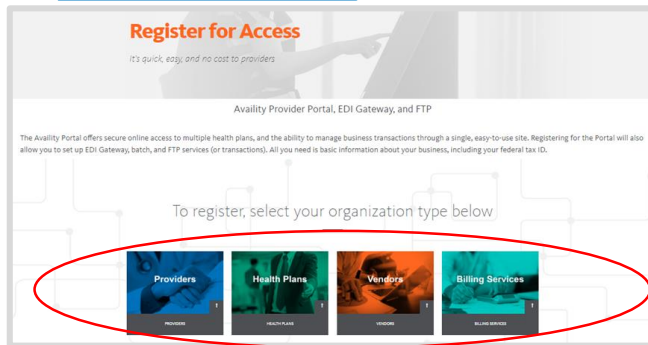 Register for Access
It's quick, easy, and no cost to providers
Availity Provider Portal, EDI Gateway, and FTP
The Availity Portal offers secure online access to multiple health plans, and the ability to manage business transactions through a single, easy-to-use site. Registering for the Portal will also
allow you to set up EDI Gateway, batch, and FTP services (or transactions). All you need is basic information about your business, including your federal tax ID.
To register, select your organization type below
Providers Health Plans Vendors Billing Services
PROVIDERS HEALTH PLANS VENDORS BILLING SERVICES